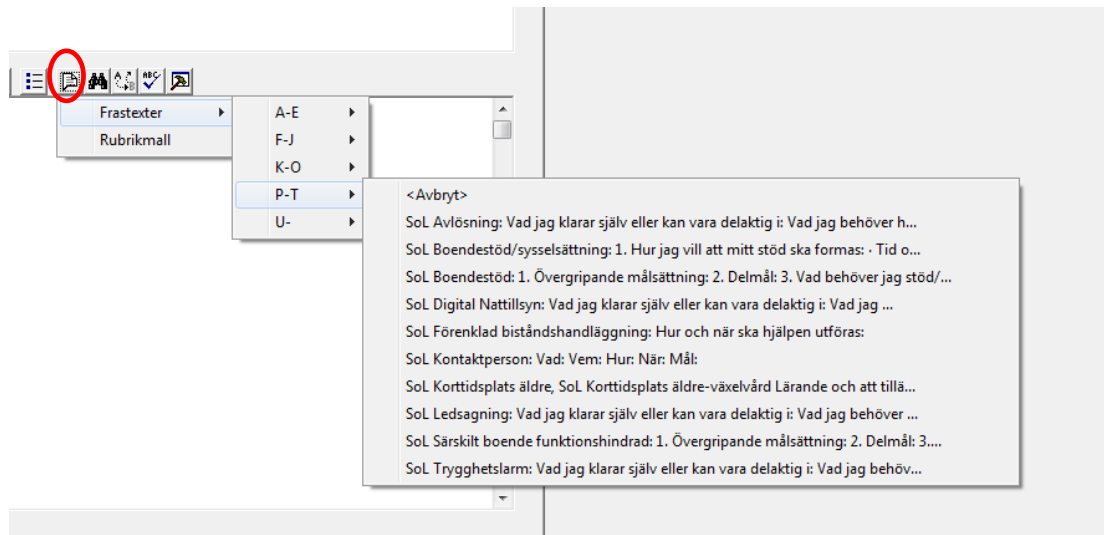 ABC
Frastexter
Rubrikmall
A-E
F-J
K-O
P-T
U-
<Avbryt>
SoL Avlösning: Vad jag klarar själv eller kan vara delaktig i: Vad jag behöver h...
SoL Boendestöd/sysselsättning: 1. Hur jag vill att mitt stöd ska formas: · Tid o...
SoL Boendestöd: 1. Övergripande målsättning: 2. Delmål: 3. Vad behöver jag stöd/...
SoL Digital Nattillsyn: Vad jag klarar själv eller kan vara delaktig i: Vad jag ...
SoL Förenklad biståndshandläggning: Hur och när ska hjälpen utföras:
SoL Kontaktperson: Vad: Vem: Hur: När: Mål:
SoL Korttidsplats äldre, SoL Korttidsplats äldre-växelvård Lärande och att tillä...
SoL Ledsagning: Vad jag klarar själv eller kan vara delaktig i: Vad jag behöver ...
SoL Särskilt boende funktionshindrad: 1. Övergripande målsättning: 2. Delmål: 3....
SoL Trygghetslarm: Vad jag klarar själv eller kan vara delaktig i: Vad jag behöv...